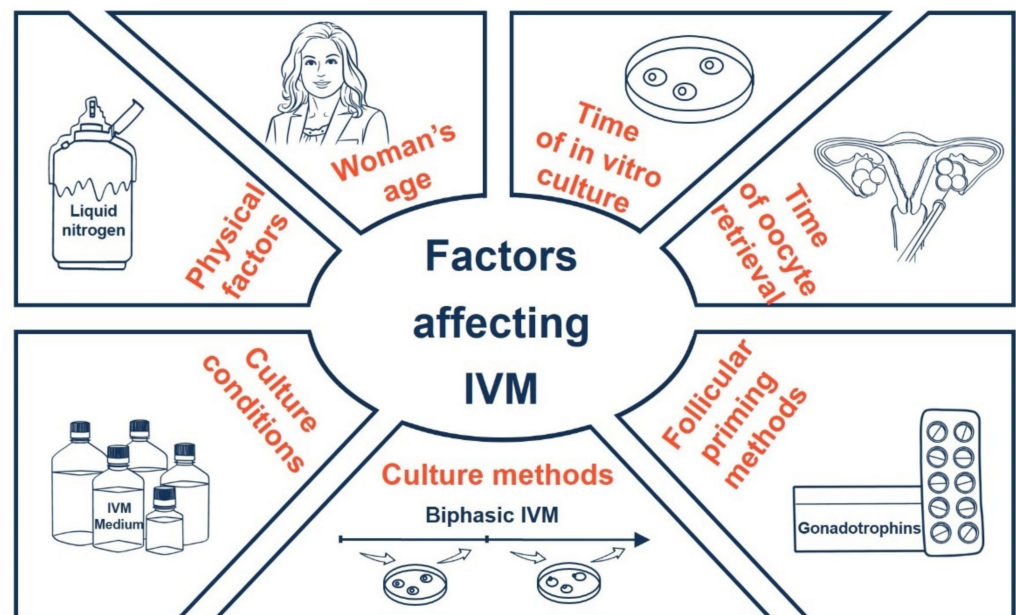 Liquid
nitrogen
Physical
factors
Woman's
age
Time
of in vitro
culture
Time
of oocyte
retrieval
Factors
affecting
IVM
Culture
conditions
IVM
Medium
Culture methods
Biphasic IVM
Follicular
priming
methods
Gonadotrophins